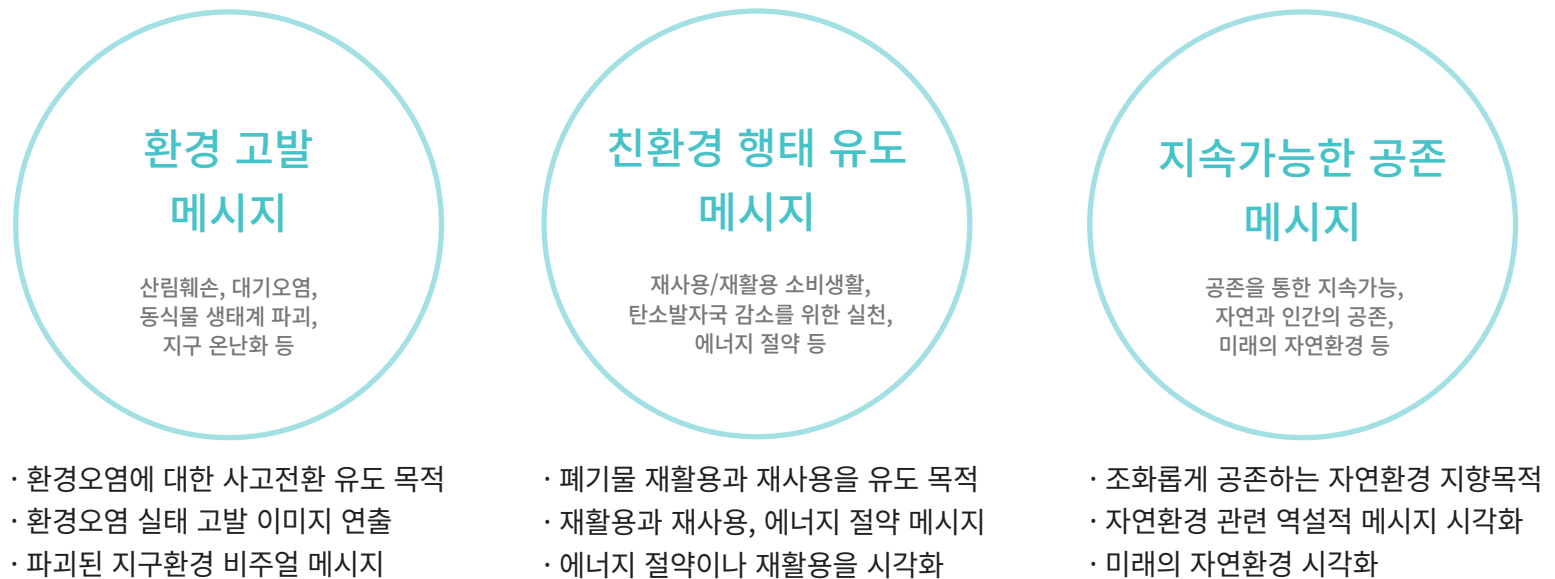 환경 고발
메시지
산림훼손, 대기오염,
동식물 생태계 파괴,
지구 온난화 등
· 환경오염에 대한 사고전환 유도 목적
· 환경오염 실태 고발 이미지 연출
· 파괴된 지구환경 비주얼 메시지
친환경 행태 유도
메시지
재사용/재활용 소비생활,
탄소발자국 감소를 위한 실천,
에너지 절약 등
· 폐기물 재활용과 재사용을 유도 목적
· 재활용과 재사용, 에너지 절약 메시지
· 에너지 절약이나 재활용을 시각화
지속가능한 공존
메시지
공존을 통한 지속가능,
자연과 인간의 공존,
미래의 자연환경 등
· 조화롭게 공존하는 자연환경 지향목적
· 자연환경 관련 역설적 메시지 시각화
· 미래의 자연환경 시각화